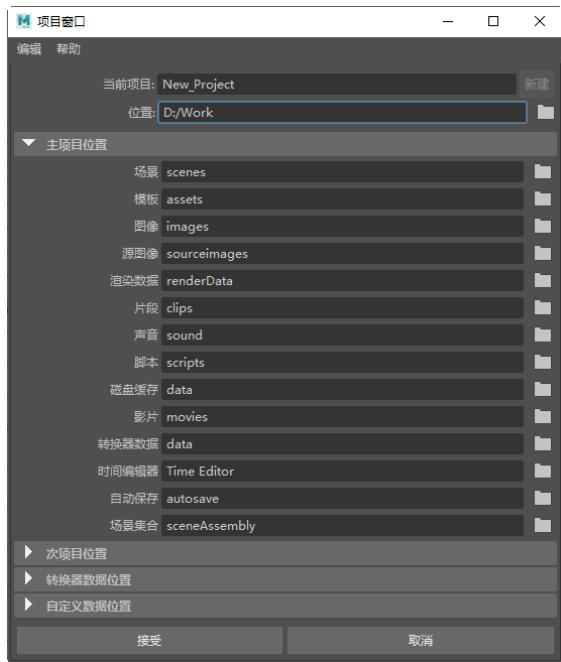 项目窗口
编辑 帮助
当前项目: New_Project 新建
位置: D:/Work
主项目位置
场景 scenes
模板 assets
图像 images
源图像 sourceimages
渲染数据 renderData
片段 clips
声音 sound
脚本 scripts
磁盘缓存 data
影片 movies
转换器数据 data
时间编辑器 Time Editor
自动保存 autosave
场景集合 sceneAssembly
次项目位置
转换器数据位置
自定义数据位置
接受 取消